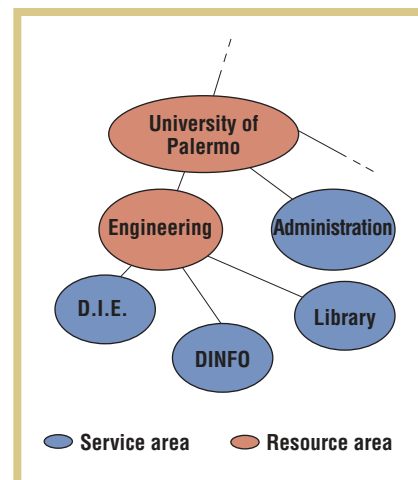 University of
Palermo
Engineering
Administration
D.I.E.
Library
DINFO
Service area
Resource area